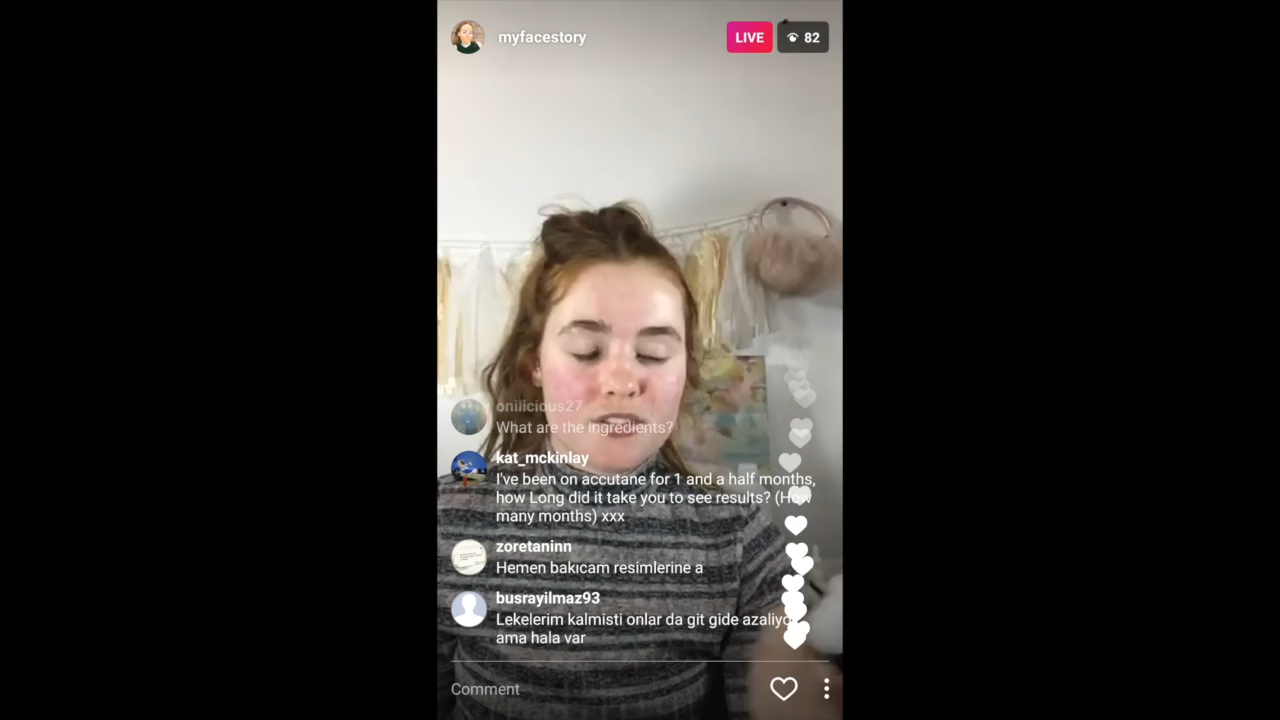 myfacestory
LIVE
82
onilicious27
What are the ingredients?
kat_mckinlay
I've been on accutane for 1 and a half months,
how Long did it take you to see results? (How
many months) xxx
zoretaninn
Hemen bakıcam resimlerine a
busrayilmaz93
Lekelerim kalmisti onlar da git gide azaliyo
ama hala var
Comment